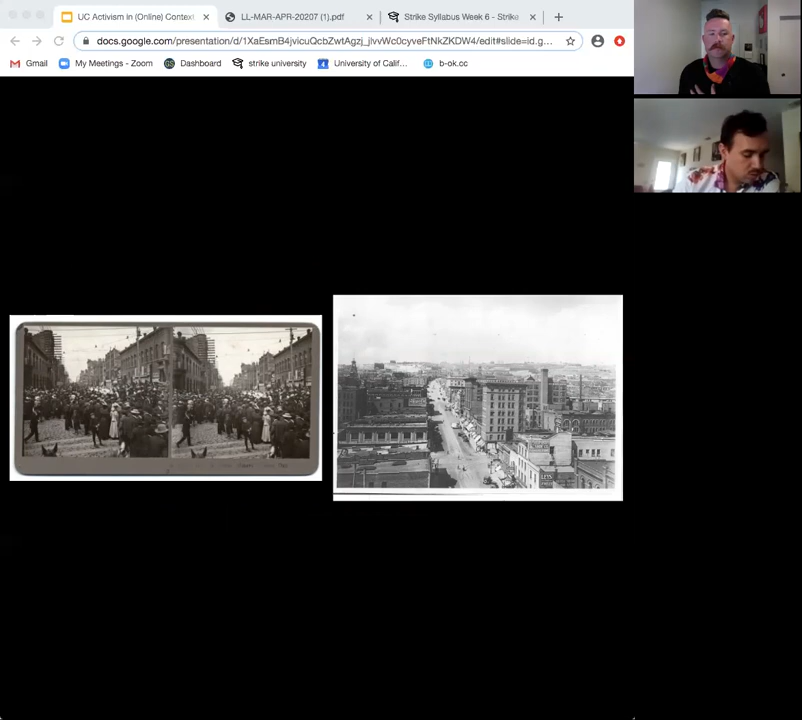 UC Activism In (Online) Context
LL-MAR-APR-20207 (1).pdf
Strike Syllabus Week 6 - Strike
docs.google.com/presentation/d/1XaEsmB4jvicuQcbZwtAgzj_jlvvWc0cyveFtNkZKDW4/edit#slide=id.g...
Gmail
My Meetings - Zoom
Dashboard
strike university
University of Calif...
b-ok.cc